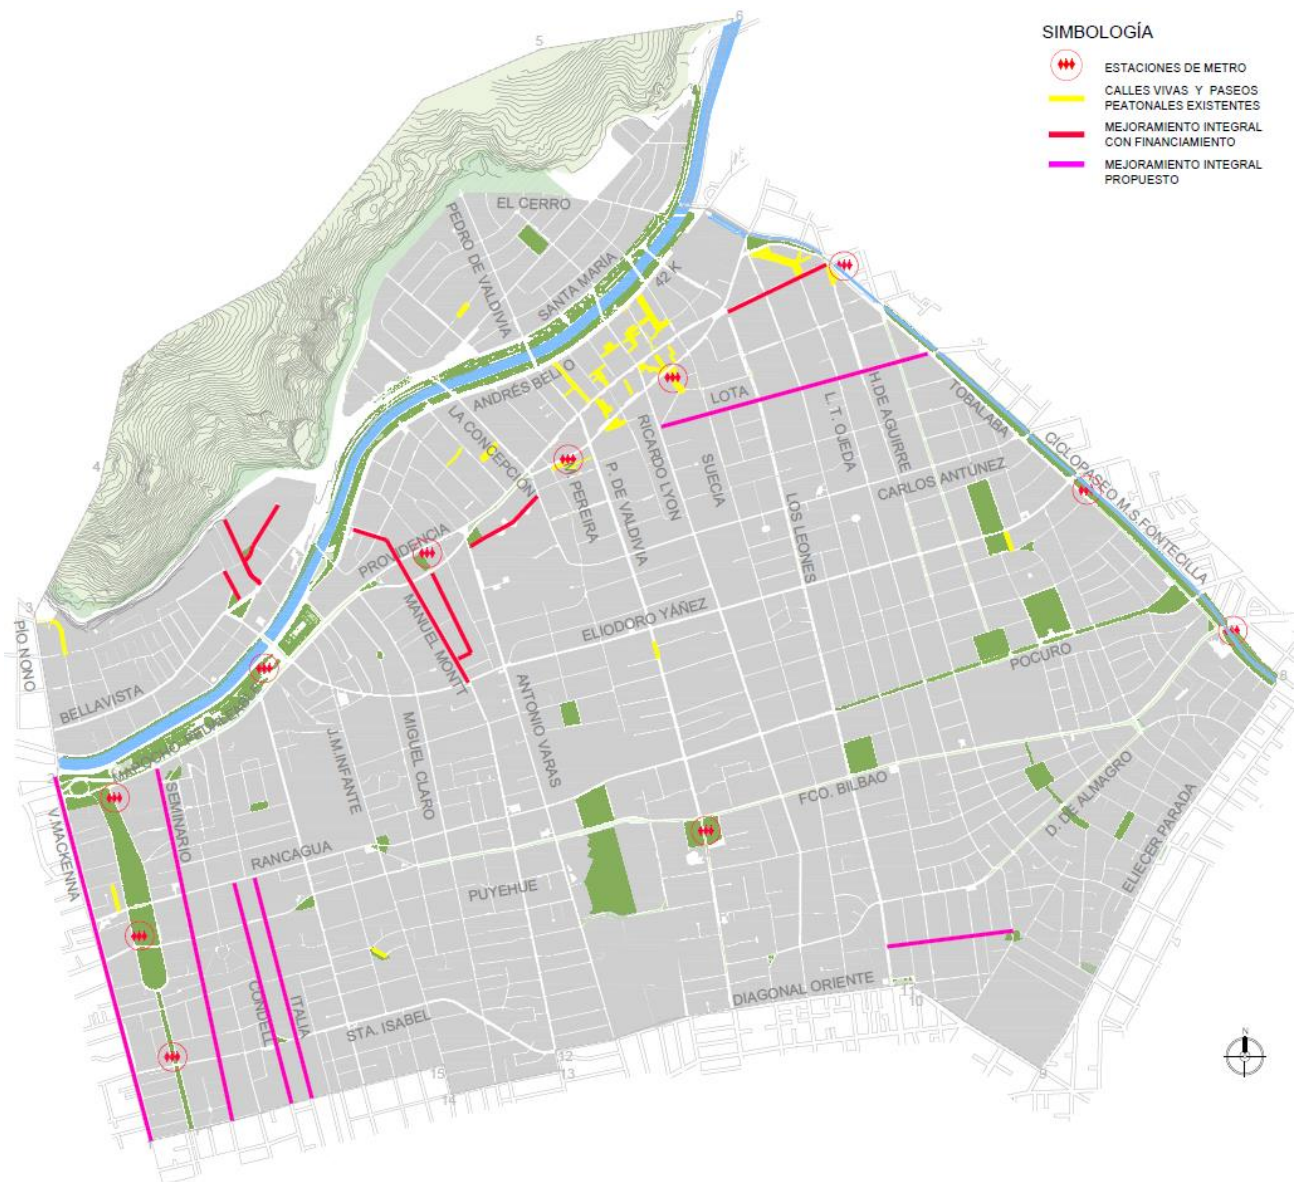 SIMBOLOGÍA
ESTACIONES DE METRO
CALLES VIVAS Y PASEOS
PEATONALES EXISTENTES
MEJORAMIENTO INTEGRAL
CON FINANCIAMIENTO
MEJORAMIENTO INTEGRAL
PROPUESTO
6
5
EL CERRO
PEDRO DE VALDIVIA
SANTA MARÍA
42 K
ANDRÉS BELLO
LA CONCEPCIÓN
LOTA
H.DE AGUIRRE
L.T. OJEDA
TOBALABA
4
RICARDO LYON
SUECIA
P. DE VALDIVIA
M. PEREIRA
CARLOS ANTÚNEZ
CICLOPASEO M.S.FONTECILLA
LOS LEONES
PROVIDENCIA
3
PÍO NONO
MANUEL MONTT
ELIODORO YÁÑEZ
POCURO
8
BELLAVISTA
ANTONIO VARAS
MIGUEL CLARO
J.M.INFANTE
2
SEMINARIO
V.MACKENNA
FCO. BILBAO
D. DE ALMAGRO
ELIECER PARADA
RANCAGUA
PUYEHUE
CONDELL
ITALIA
STA. ISABEL
DIAGONAL ORIENTE
11
10
12
13
15
14
9
1
N